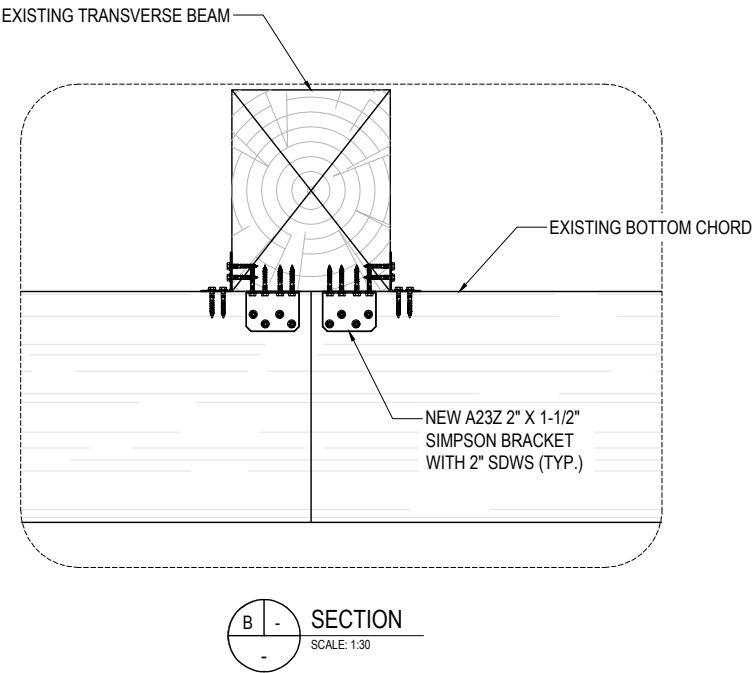 EXISTING TRANSVERSE BEAM
EXISTING BOTTOM CHORD
NEW A23Z 2" X 1-1/2"
SIMPSON BRACKET
WITH 2" SDWS (TYP.)
B -
-
SECTION
SCALE: 1:30